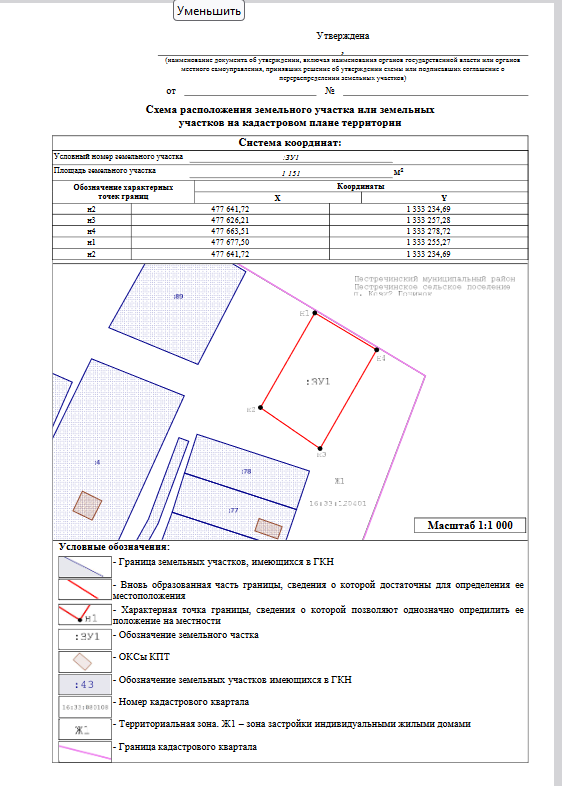 Уменьшить
Утверждена
,
(наименование документа об утверждении, включая наименования органов государственной власти или органов
местного самоуправления, принявших решение об утверждении схемы или подписавших соглашение о
перераспределении земельных участков)
от №
Схема расположения земельного участка или земельных
участков на кадастровом плане территории
Система координат:
Условный номер земельного участка :ЗУ1
Площадь земельного участка 1 151 м²
Обозначение характерных точек границ Координаты
X Y
н2 477 641,72 1 333 234,69
н3 477 626,21 1 333 257,28
н4 477 663,51 1 333 278,72
н1 477 677,50 1 333 255,27
н2 477 641,72 1 333 234,69
Пестречинский муниципальный район
Пестречинское сельское поселение
:89
н1
н4
:ЗУ1
н2
н3
:4
:78
:77
Ж1
Масштаб 1:1 000
Условные обозначения:
- Граница земельных участков, имеющихся в ГКН
- Вновь образованная часть границы, сведения о которой достаточны для определения ее
местоположения
н1 - Характерная точка границы, сведения о которой позволяют однозначно опредилить ее
положение на местности
:ЗУ1 - Обозначение земельного частка
- ОКСы КПТ
:43 - Обозначение земельных участков имеющихся в ГКН
- Номер кадастрового квартала
Ж1 - Территориальная зона. Ж1 – зона застройки индивидуальными жилыми домами
- Граница кадастрового квартала